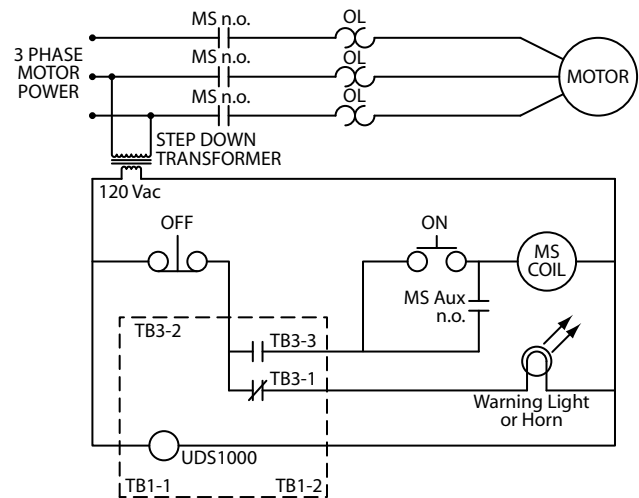 MS n.o.
OL
3 PHASE
MOTOR
POWER
MS n.o.
OL
MOTOR
MS n.o.
OL
STEP DOWN
TRANSFORMER
120 Vac
OFF
ON
MS
COIL
MS Aux
n.o.
TB3-2
TB3-3
TB3-1
Warning Light
or Horn
UDS1000
TB1-1
TB1-2